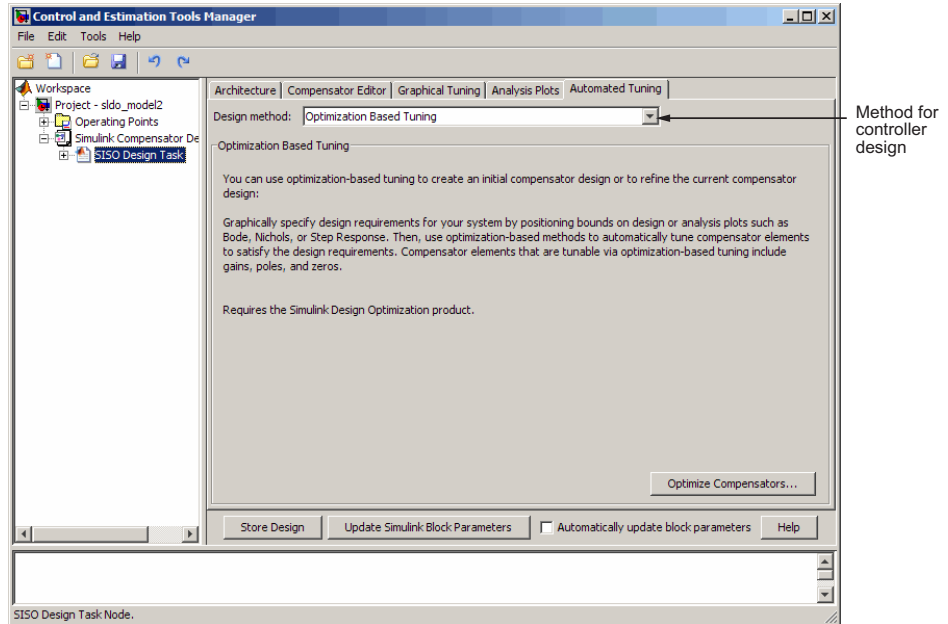 Control and Estimation Tools Manager
File Edit Tools Help
Workspace
Project - sldo_model2
Operating Points
Simulink Compensator De
SISO Design Task
Architecture Compensator Editor Graphical Tuning Analysis Plots Automated Tuning
Design method: Optimization Based Tuning
Method for
controller
design
Optimization Based Tuning
You can use optimization-based tuning to create an initial compensator design or to refine the current compensator
design:
Graphically specify design requirements for your system by positioning bounds on design or analysis plots such as
Bode, Nichols, or Step Response. Then, use optimization-based methods to automatically tune compensator elements
to satisfy the design requirements. Compensator elements that are tunable via optimization-based tuning include
gains, poles, and zeros.
Requires the Simulink Design Optimization product.
Optimize Compensators...
Store Design Update Simulink Block Parameters Automatically update block parameters Help
SISO Design Task Node.